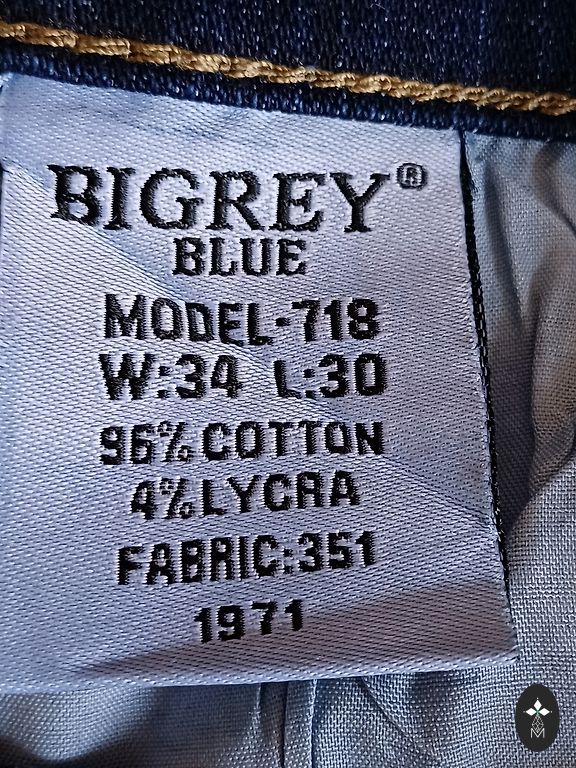 BIGREY®
BLUE
MODEL-718
W:34 L:30
96% COTTON
4% LYCRA
FABRIC:351
1971
M